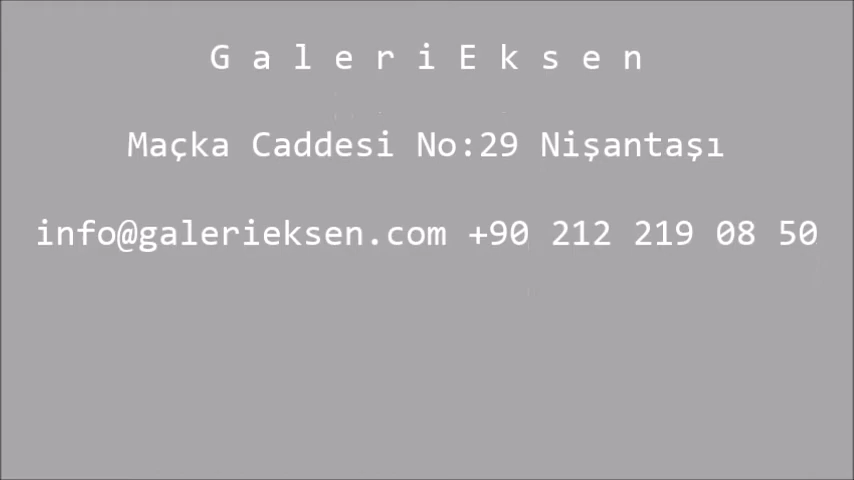 G a l e r i E k s e n
Maçka Caddesi No:29 Nişantaşı
info@galerieksen.com +90 212 219 08 50